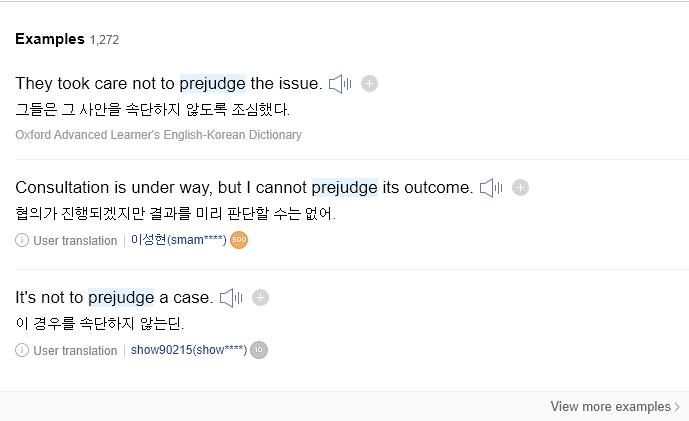 Examples 1,272
They took care not to prejudge the issue.
그들은 그 사안을 속단하지 않도록 조심했다.
Oxford Advanced Learner's English-Korean Dictionary
Consultation is under way, but I cannot prejudge its outcome.
협의가 진행되겠지만 결과를 미리 판단할 수는 없어.
User translation | 이성현(smam****) 500
It's not to prejudge a case.
이 경우를 속단하지 않는딘.
User translation | show90215(show****) 10
View more examples >